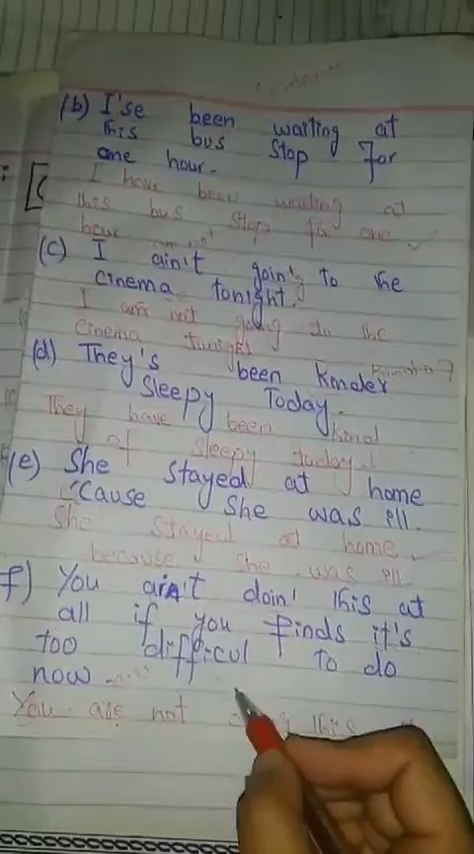 (b) I'se been waiting at
this bus stop for
one hour.
I have been waiting at
this bus stop for one
hour
(c) I ain't goin' to the
cinema tonight.
I am not going to the
cinema tonight
(d) They's been kinder
sleepy Today.
They have been kind
of sleepy today.
(e) She stayed at home
'Cause She was ill.
She stayed at home
because she was ill
f) You ain't doin' this at
all if you finds it's
too difficul to do
now
You are not this